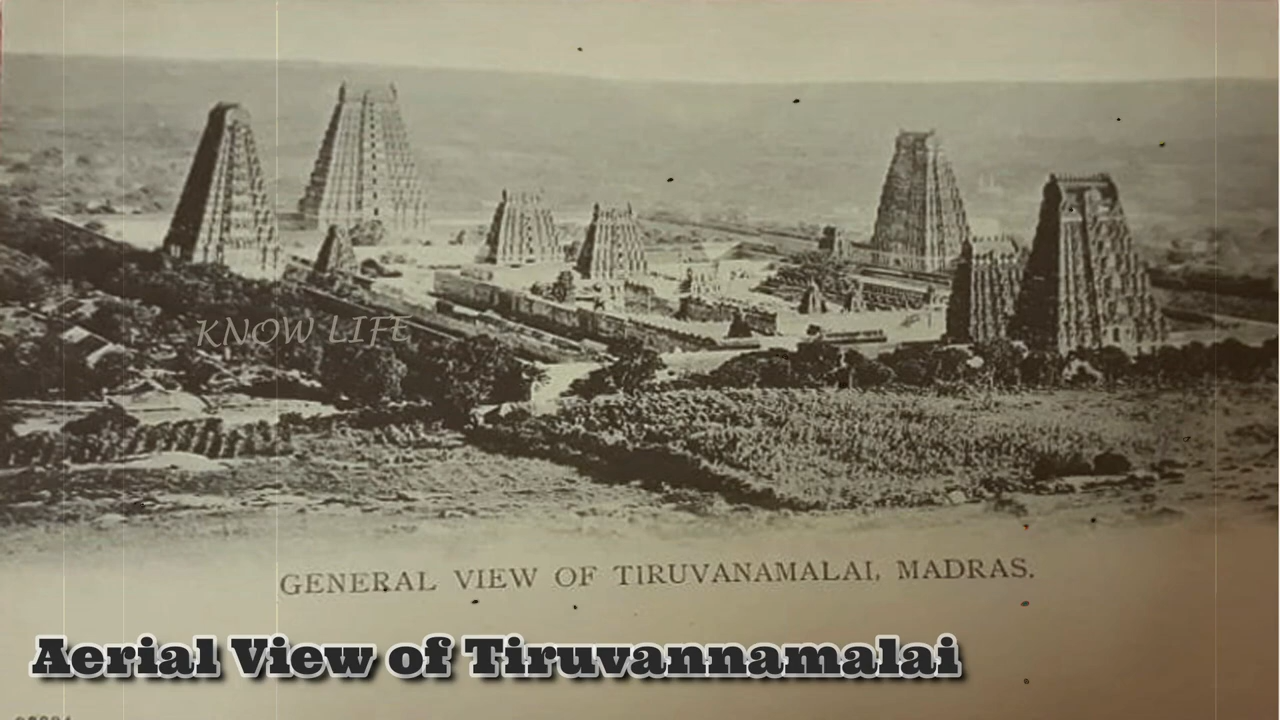 KNOW LIFE
GENERAL VIEW OF TIRUVANAMALAI, MADRAS.
Aerial View of Tiruvannamalai